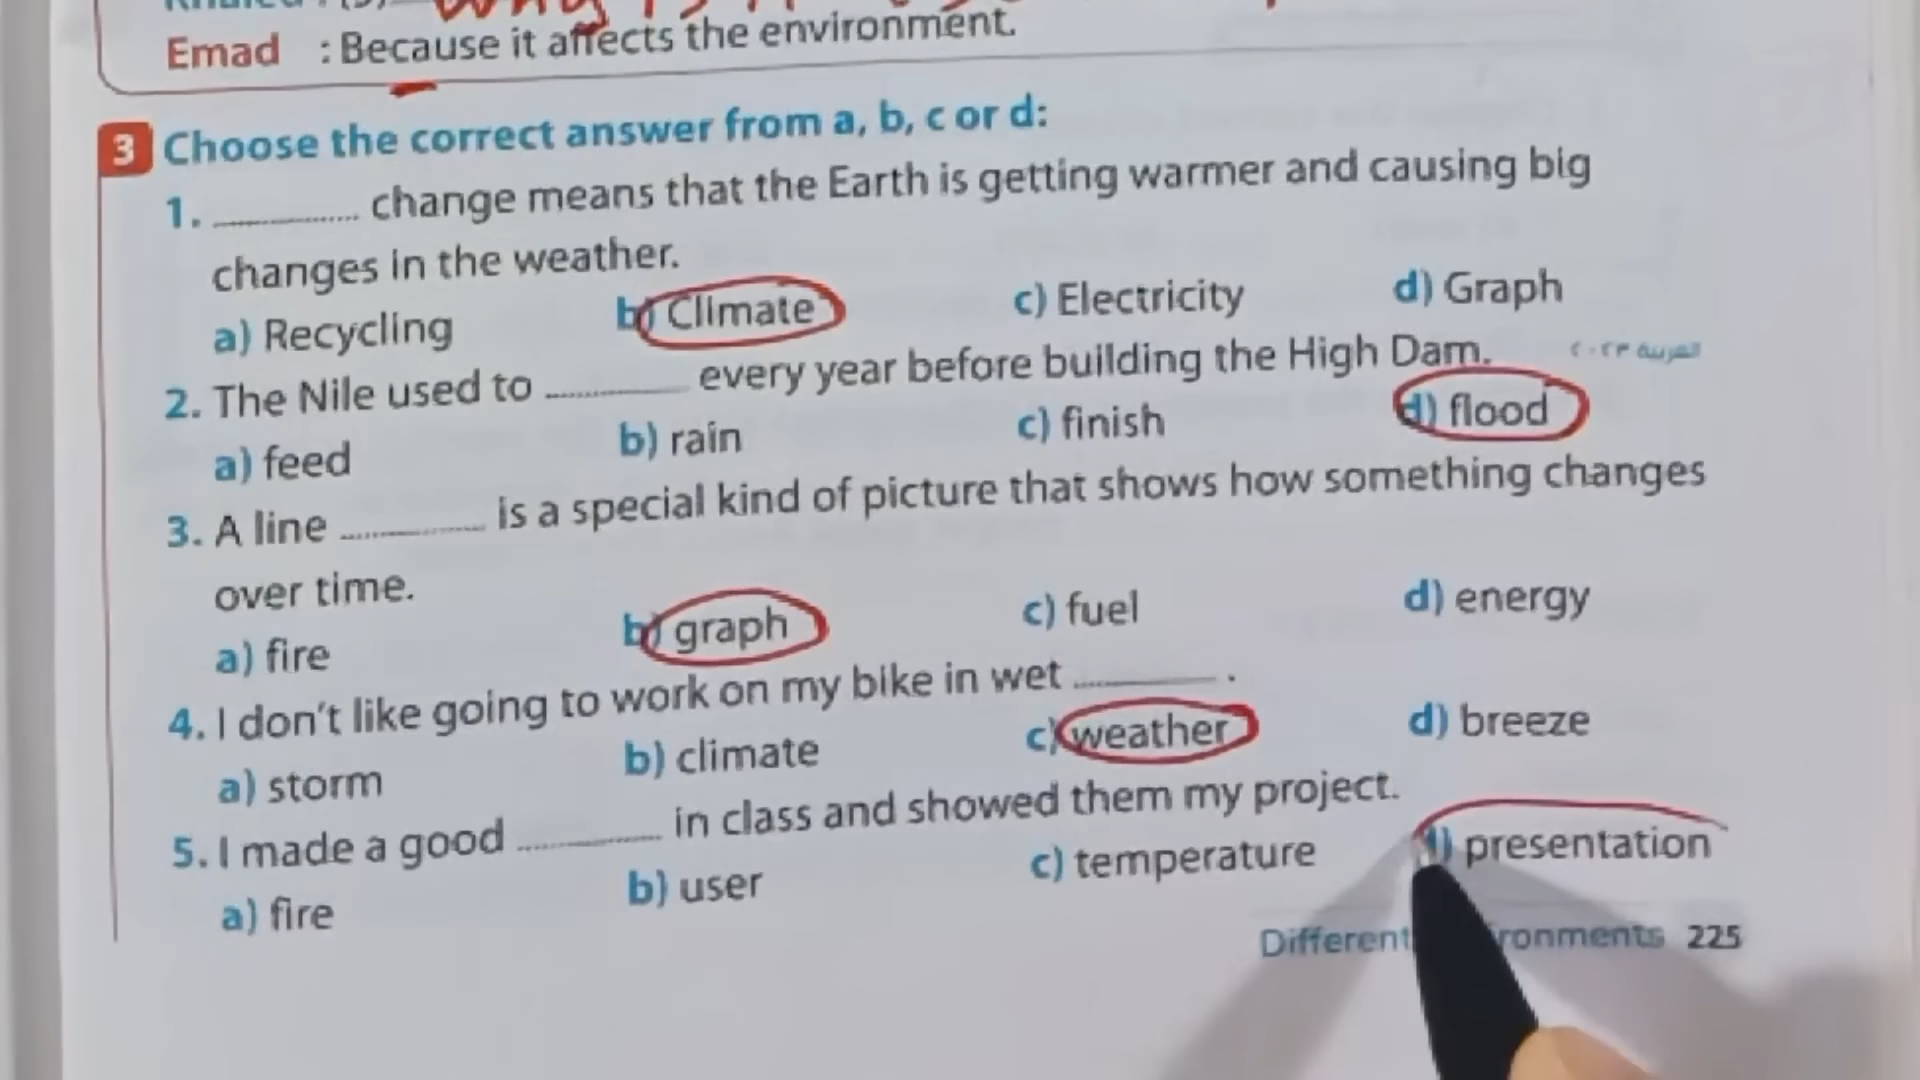 Emad : Because it affects the environment.
3 Choose the correct answer from a, b, c or d:
1. ............ change means that the Earth is getting warmer and causing big
changes in the weather.
a) Recycling b) Climate c) Electricity d) Graph
2. The Nile used to ............ every year before building the High Dam. الغربية ٢٠٢٣
a) feed b) rain c) finish d) flood
3. A line ............ is a special kind of picture that shows how something changes
over time.
a) fire b) graph c) fuel d) energy
4. I don't like going to work on my bike in wet ............ .
a) storm b) climate c) weather d) breeze
5. I made a good ............ in class and showed them my project.
a) fire b) user c) temperature d) presentation
Different 225